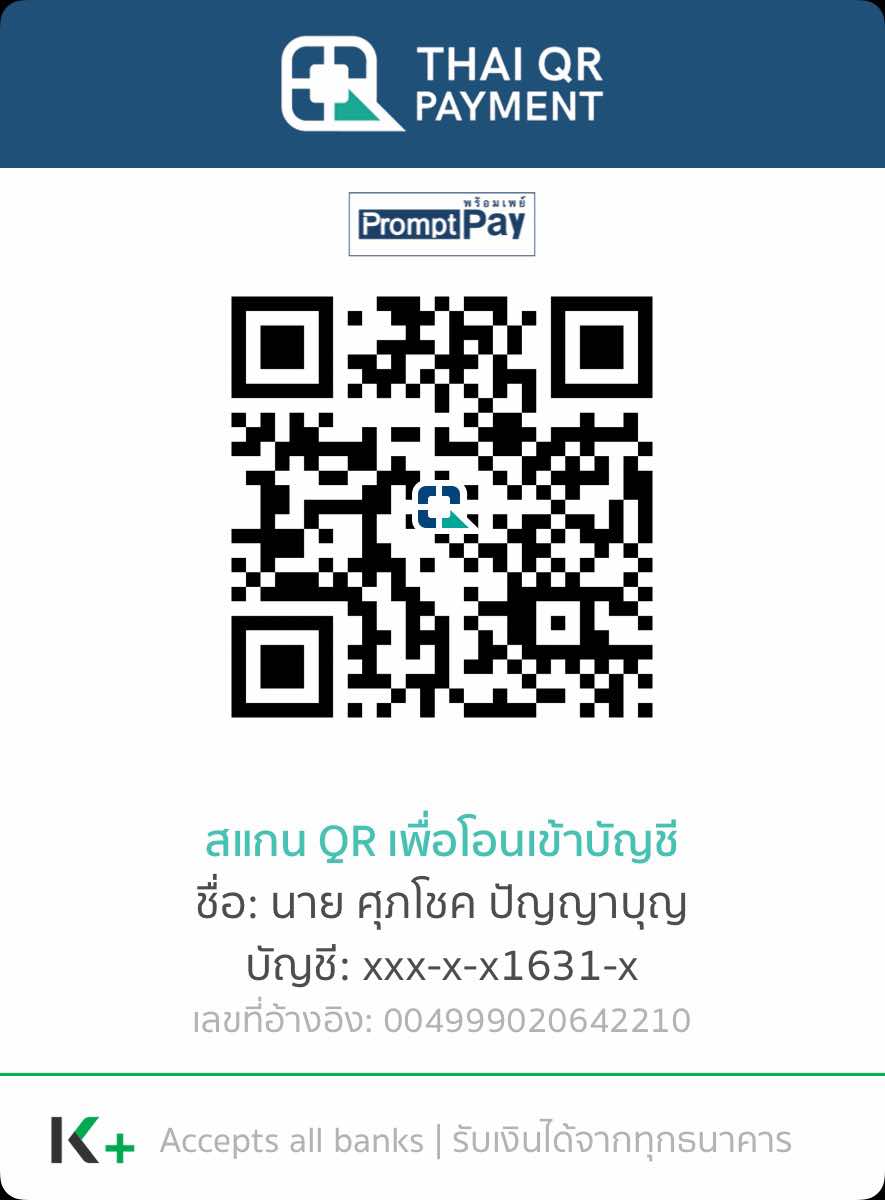 THAI QR
PAYMENT
พร้อมเพย์
PromptPay
สแกน QR เพื่อโอนเข้าบัญชี
ชื่อ: นาย ศุภโชค ปัญญาบุญ
บัญชี: xxx-x-x1631-x
เลขที่อ้างอิง: 004999020642210
K+ Accepts all banks | รับเงินได้จากทุกธนาคาร